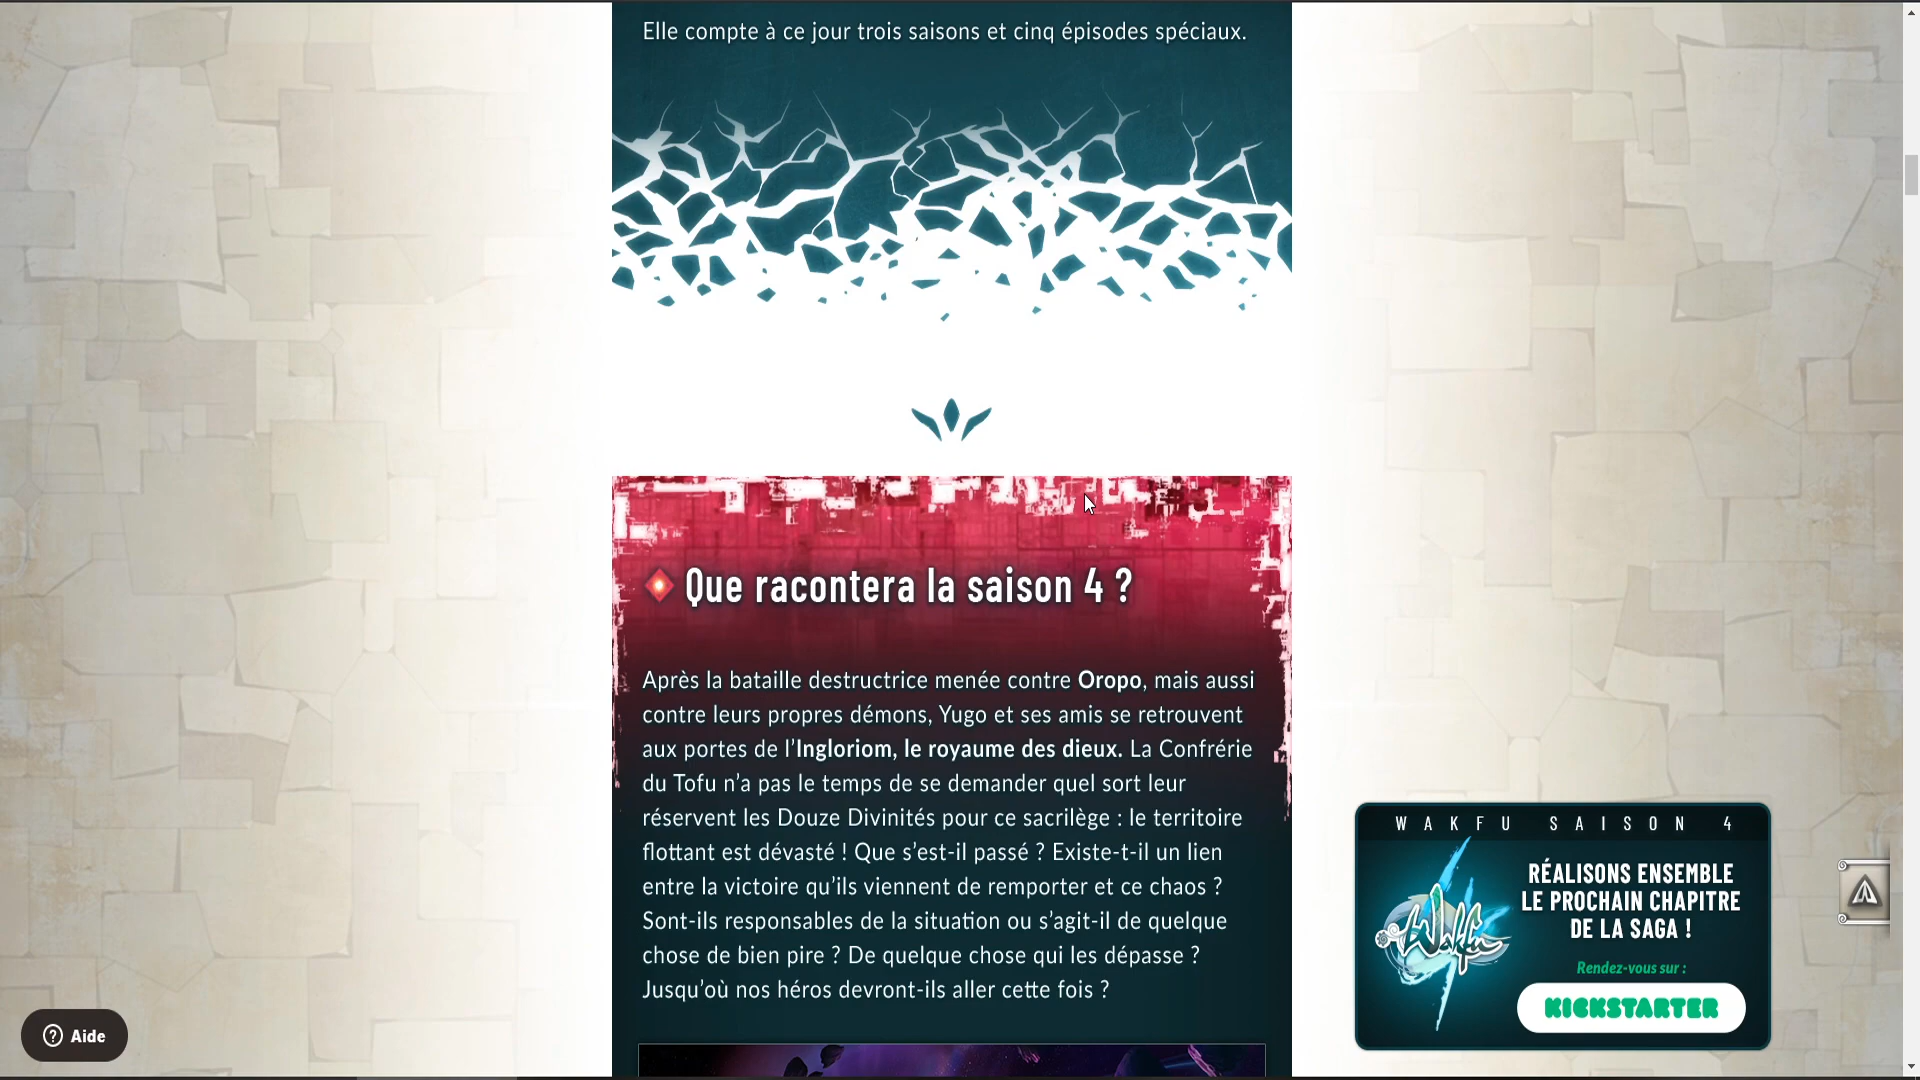 Elle compte à ce jour trois saisons et cinq épisodes spéciaux.
Que racontera la saison 4 ?
Après la bataille destructrice menée contre Oropo, mais aussi
contre leurs propres démons, Yugo et ses amis se retrouvent
aux portes de l’Ingloriom, le royaume des dieux. La Confrérie
du Tofu n’a pas le temps de se demander quel sort leur
réservent les Douze Divinités pour ce sacrilège : le territoire
flottant est dévasté ! Que s’est-il passé ? Existe-t-il un lien
entre la victoire qu’ils viennent de remporter et ce chaos ?
Sont-ils responsables de la situation ou s’agit-il de quelque
chose de bien pire ? De quelque chose qui les dépasse ?
Jusqu’où nos héros devront-ils aller cette fois ?
WAKFU SAISON 4
RÉALISONS ENSEMBLE
LE PROCHAIN CHAPITRE
DE LA SAGA !
Wakfu
4
Rendez-vous sur :
KICKSTARTER
? Aide